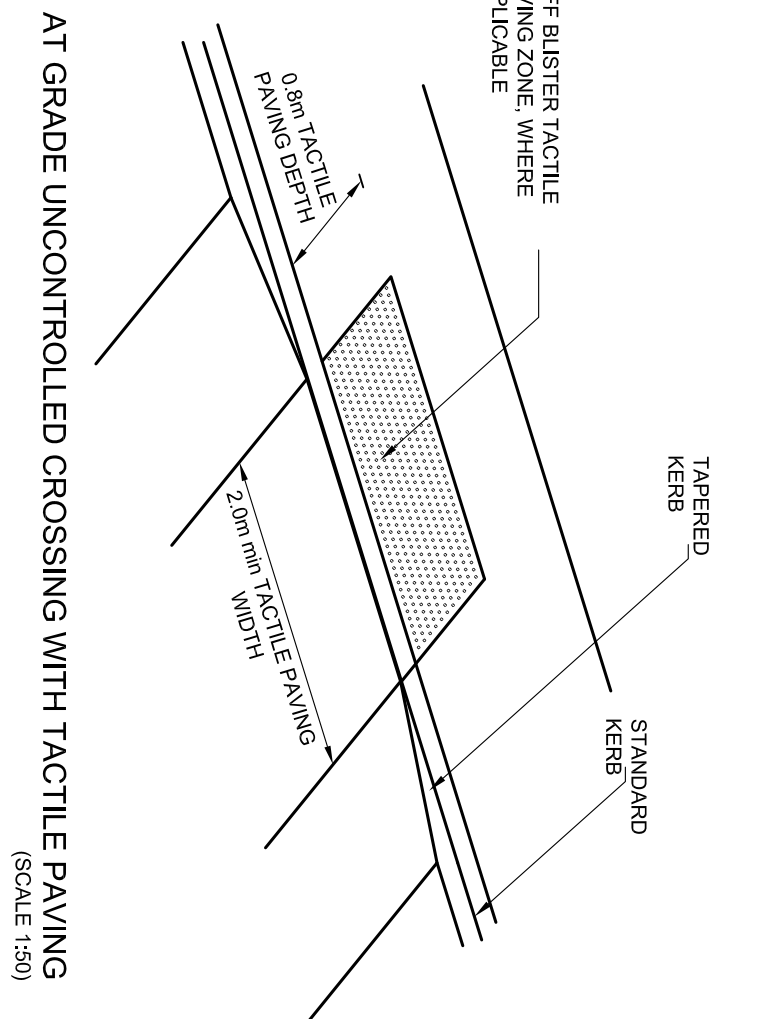 FF BLISTER TACTILE
VING ZONE, WHERE
PLICABLE
TAPERED
KERB
STANDARD
KERB
0.8m TACTILE
PAVING DEPTH
2.0m min TACTILE PAVING
WIDTH
AT GRADE UNCONTROLLED CROSSING WITH TACTILE PAVING
(SCALE 1:50)